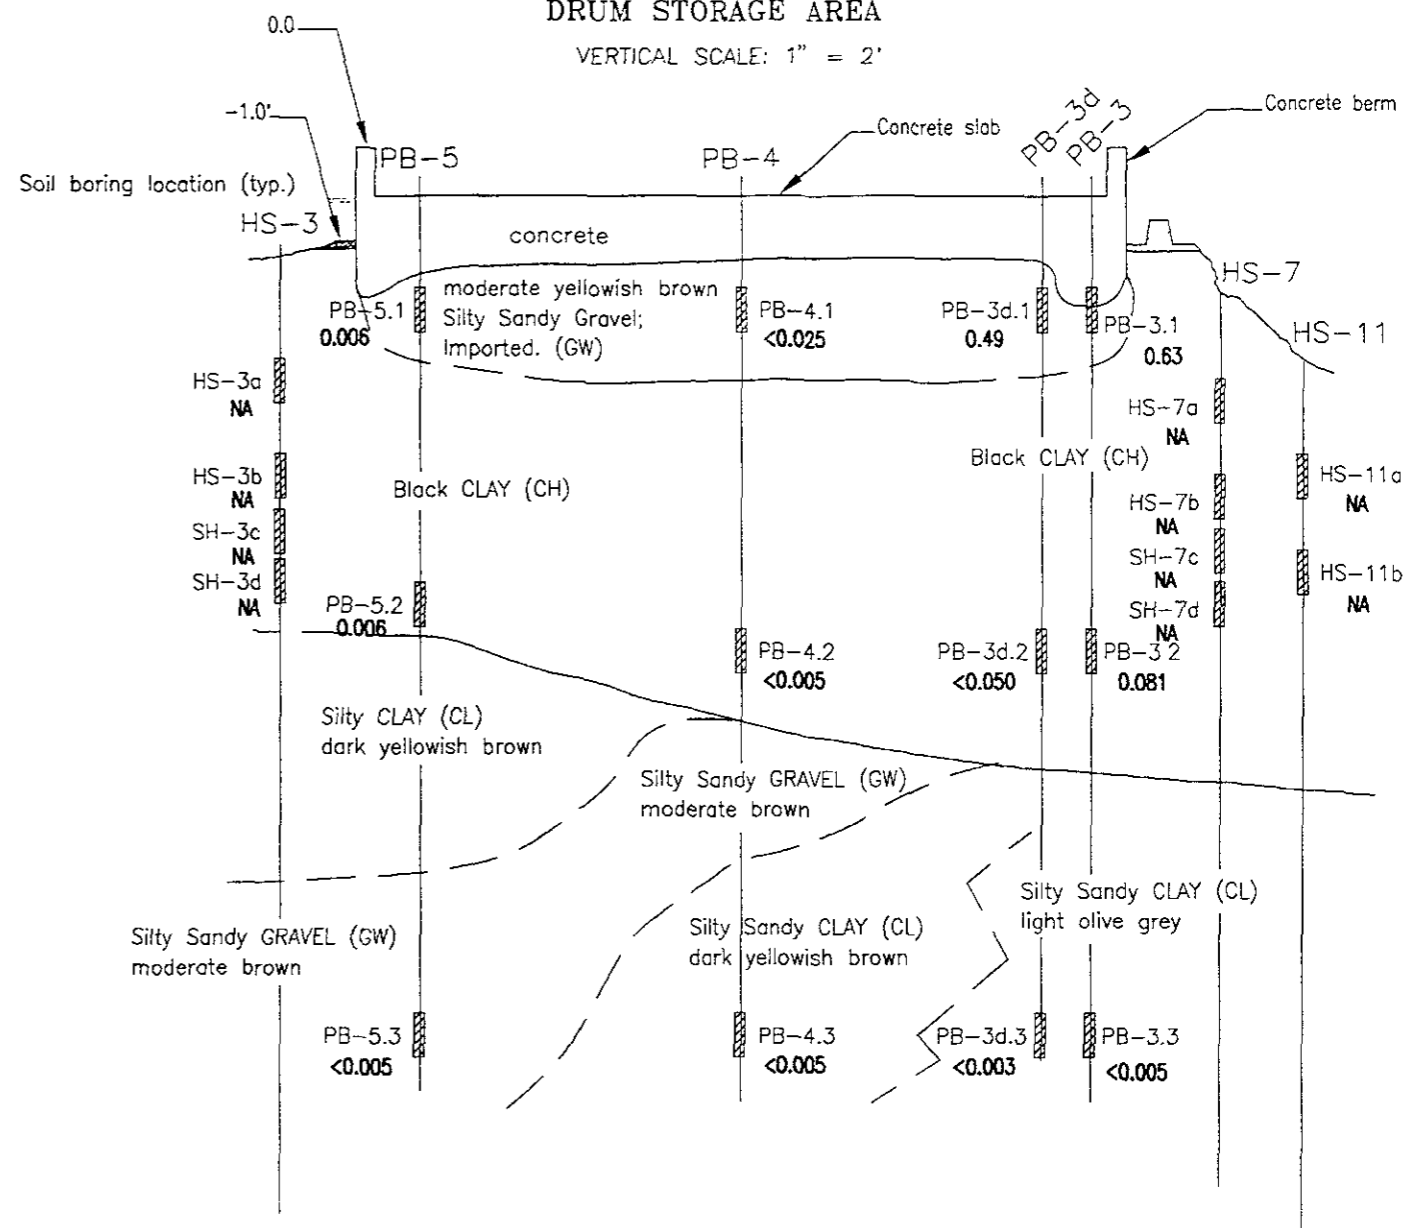 DRUM STORAGE AREA
VERTICAL SCALE: 1" = 2'
0.0
-1.0'
Concrete slab
Concrete berm
PB-5
PB-4
PB-3d
PB-3
Soil boring location (typ.)
HS-3
concrete
HS-7
HS-11
moderate yellowish brown
Silty Sandy Gravel;
Imported. (GW)
PB-5.1
0.006
PB-4.1
<0.025
PB-3d.1
0.49
PB-3.1
0.63
HS-3a
NA
HS-7a
NA
Black CLAY (CH)
Black CLAY (CH)
HS-3b
NA
HS-7b
NA
HS-11a
NA
SH-3c
NA
SH-7c
NA
SH-3d
NA
SH-7d
NA
HS-11b
NA
PB-5.2
0.006
PB-4.2
<0.005
PB-3d.2
<0.050
PB-3.2
0.081
Silty CLAY (CL)
dark yellowish brown
Silty Sandy GRAVEL (GW)
moderate brown
Silty Sandy CLAY (CL)
light olive grey
Silty Sandy GRAVEL (GW)
moderate brown
Silty Sandy CLAY (CL)
dark yellowish brown
PB-5.3
<0.005
PB-4.3
<0.005
PB-3d.3
<0.003
PB-3.3
<0.005